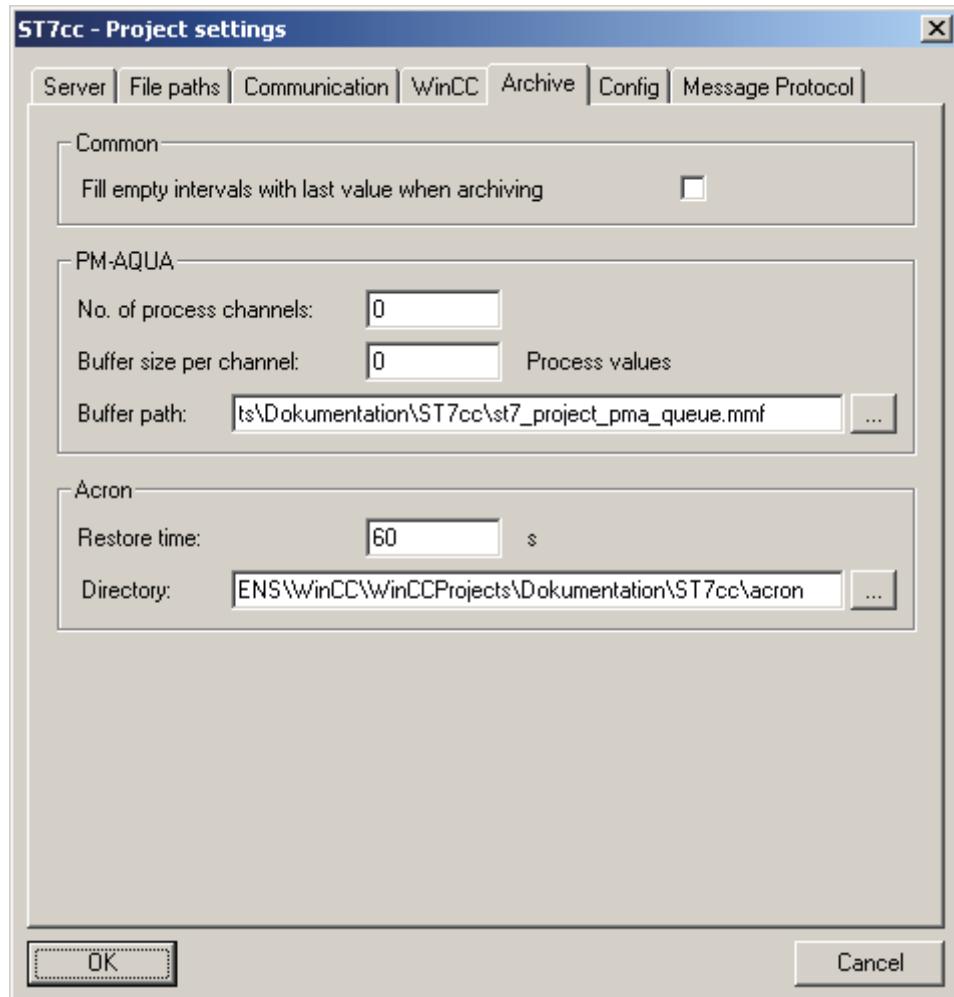 ST7cc - Project settings
Server File paths Communication WinCC Archive Config Message Protocol
Common
Fill empty intervals with last value when archiving
PM-AQUA
No. of process channels: 0
Buffer size per channel: 0 Process values
Buffer path: ts\Dokumentation\ST7cc\st7_project_pma_queue.mmf ...
Acron
Restore time: 60 s
Directory: ENS\WinCC\WinCCProjects\Dokumentation\ST7cc\acron ...
OK Cancel